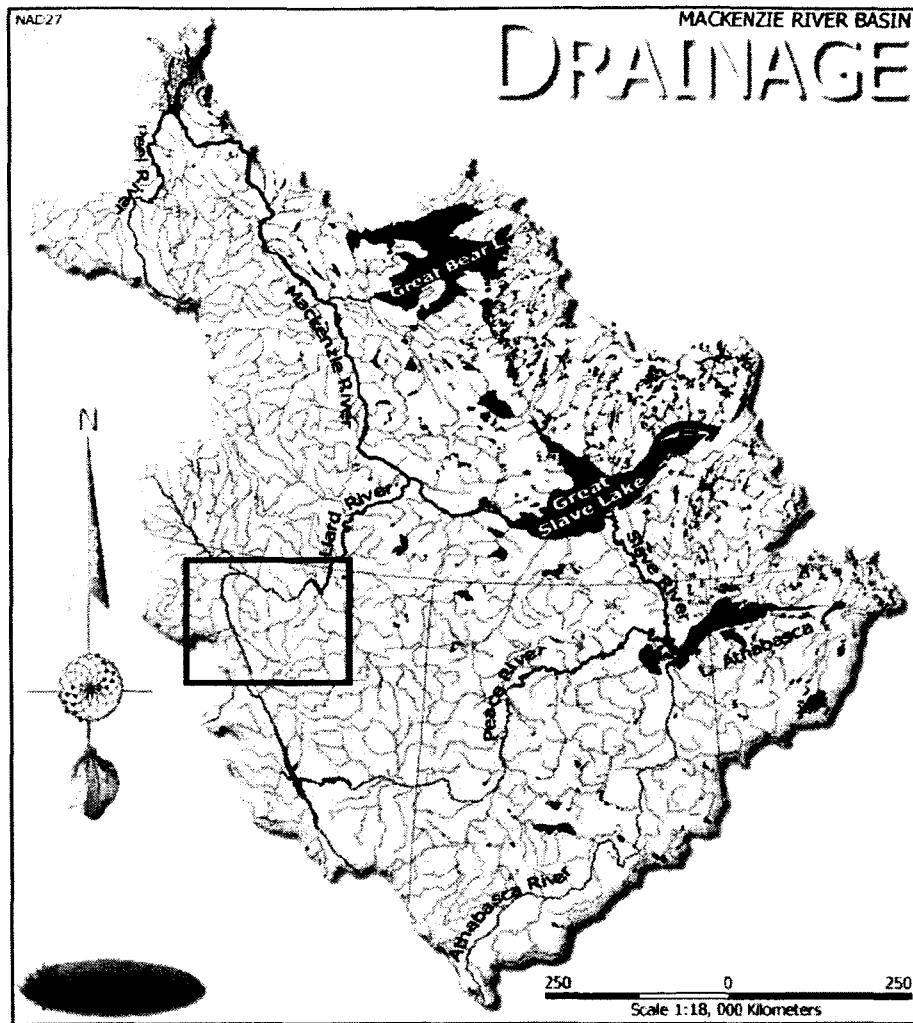 NAD27
MACKENZIE RIVER BASIN
DRAINAGE
Peel River
Great Bear L.
Mackenzie River
Great
Slave Lake
Liard River
Slave River
L. Athabasca
Peace River
Athabasca River
N
250 0 250
Scale 1:18, 000 Kilometers